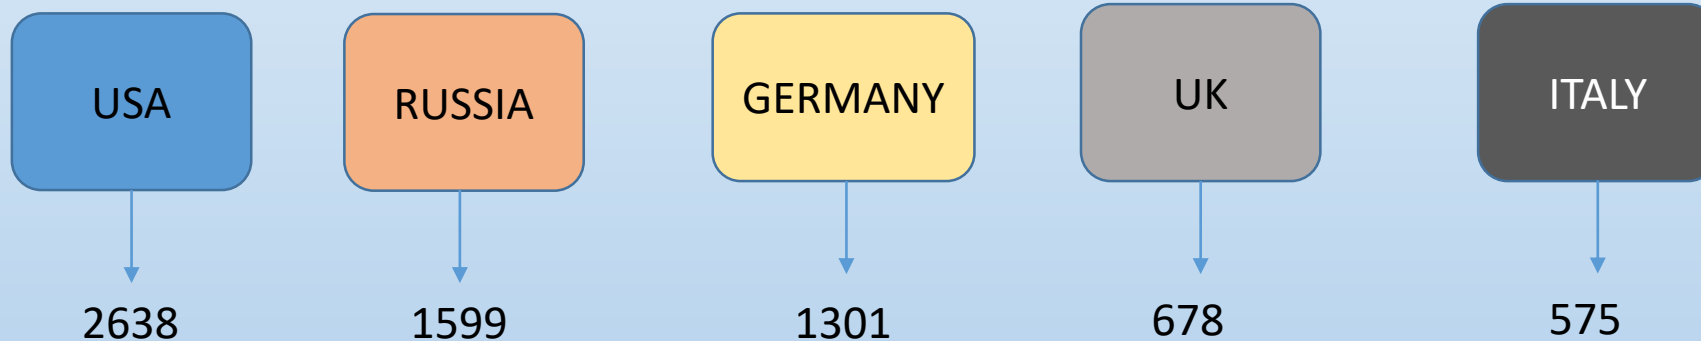 USA
RUSSIA
GERMANY
UK
ITALY
2638
1599
1301
678
575